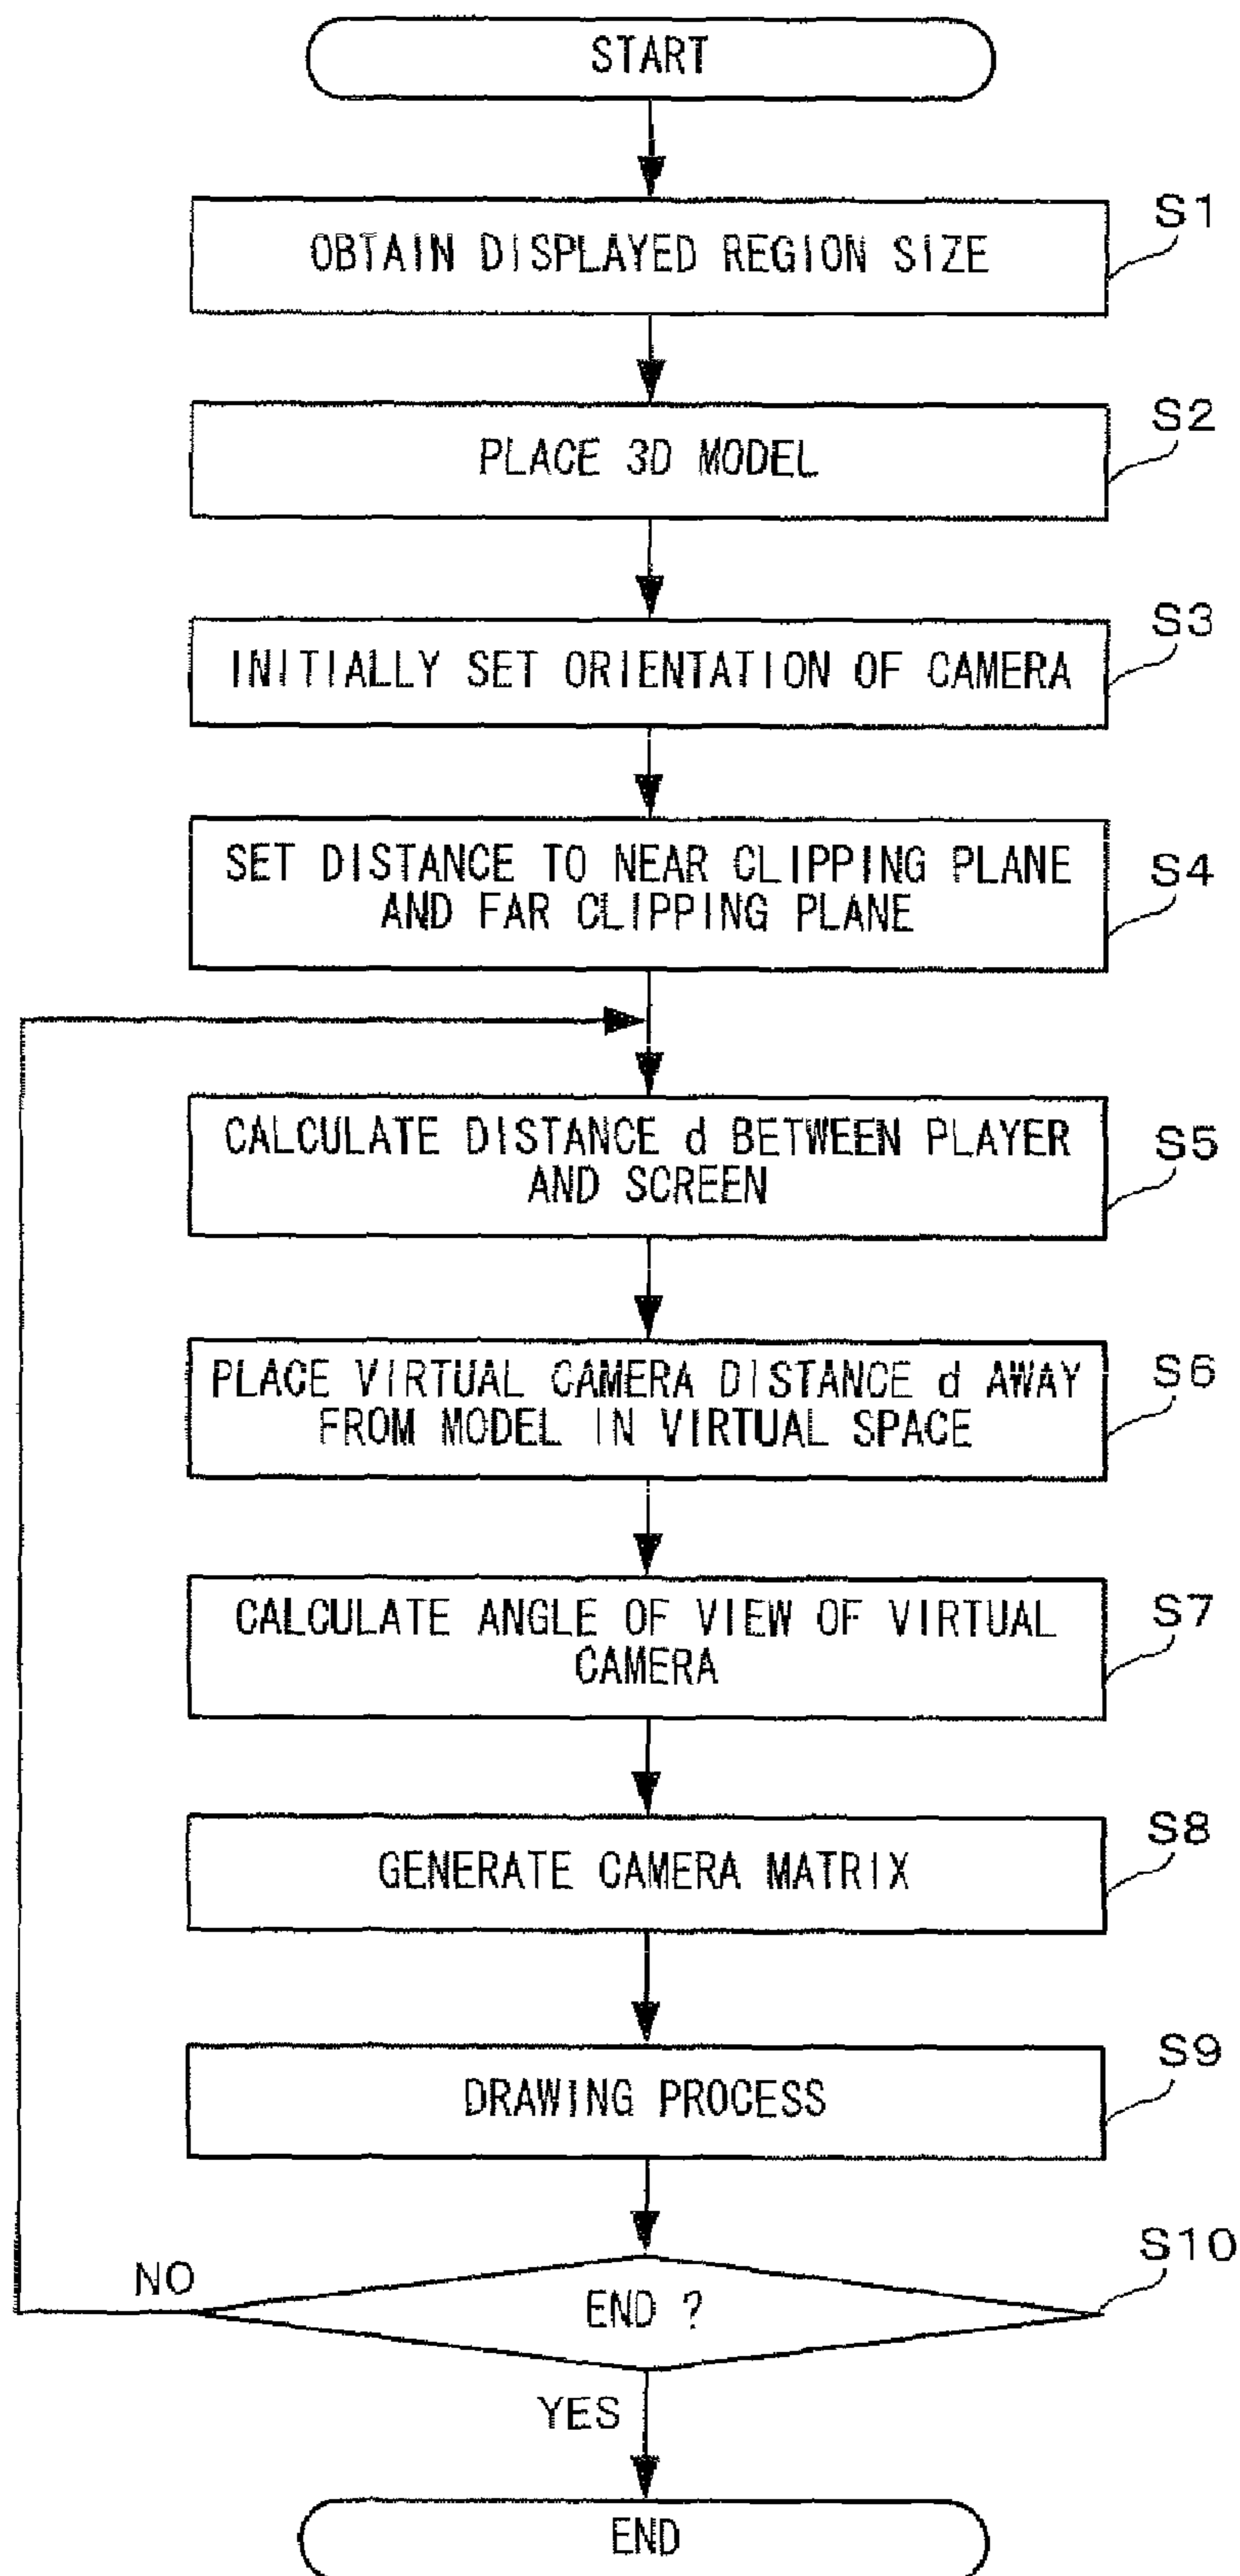 START
OBTAIN DISPLAYED REGION SIZE
S1
PLACE 3D MODEL
S2
INITIALLY SET ORIENTATION OF CAMERA
S3
SET DISTANCE TO NEAR CLIPPING PLANE
AND FAR CLIPPING PLANE
S4
CALCULATE DISTANCE d BETWEEN PLAYER
AND SCREEN
S5
PLACE VIRTUAL CAMERA DISTANCE d AWAY
FROM MODEL IN VIRTUAL SPACE
S6
CALCULATE ANGLE OF VIEW OF VIRTUAL
CAMERA
S7
GENERATE CAMERA MATRIX
S8
DRAWING PROCESS
S9
END ?
S10
NO
YES
END